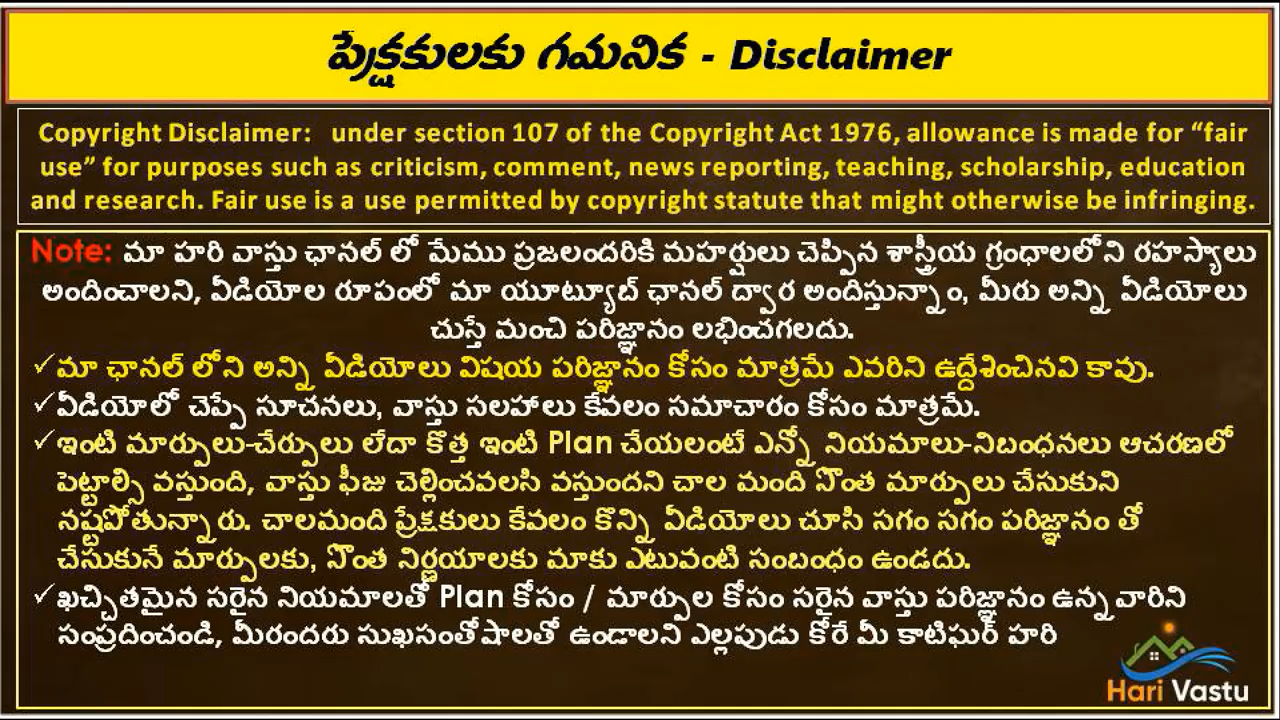 ప్రేక్షకులకు గమనిక - Disclaimer
Copyright Disclaimer: under section 107 of the Copyright Act 1976, allowance is made for “fair
use” for purposes such as criticism, comment, news reporting, teaching, scholarship, education
and research. Fair use is a use permitted by copyright statute that might otherwise be infringing.
Note: మా హరి వాస్తు ఛానల్ లో మేము ప్రజలందరికి మహర్షులు చెప్పిన శాస్త్రీయ గ్రంధాలలోని రహస్యాలు
అందించాలని, వీడియోల రూపంలో మా యూట్యూబ్ ఛానల్ ద్వార అందిస్తున్నాం, మీరు అన్ని వీడియోలు
చుస్తే మంచి పరిజ్ఞానం లభించగలదు.
✓మా ఛానల్ లోని అన్ని వీడియోలు విషయ పరిజ్ఞానం కోసం మాత్రమే ఎవరిని ఉద్దేశించినవి కావు.
✓వీడియోలో చెప్పే సూచనలు, వాస్తు సలహాలు కేవలం సమాచారం కోసం మాత్రమే.
✓ఇంటి మార్పులు-చేర్పులు లేదా కొత్త ఇంటి Plan చేయలంటే ఎన్నో నియమాలు-నిబంధనలు ఆచరణలో
పెట్టాల్సి వస్తుంది, వాస్తు ఫీజు చెల్లించవలసి వస్తుందని చాల మంది సొంత మార్పులు చేసుకుని
నష్టపోతున్నారు. చాలమంది ప్రేక్షకులు కేవలం కొన్ని వీడియోలు చూసి సగం సగం పరిజ్ఞానం తో
చేసుకునే మార్పులకు, సొంత నిర్ణయాలకు మాకు ఎటువంటి సంబంధం ఉండదు.
✓ఖచ్చితమైన సరైన నియమాలతో Plan కోసం / మార్పుల కోసం సరైన వాస్తు పరిజ్ఞానం ఉన్నవారిని
సంప్రదించండి, మీరందరు సుఖసంతోషాలతో ఉండాలని ఎల్లపుడు కోరే మీ కాటిఘర్ హరి
Hari Vastu